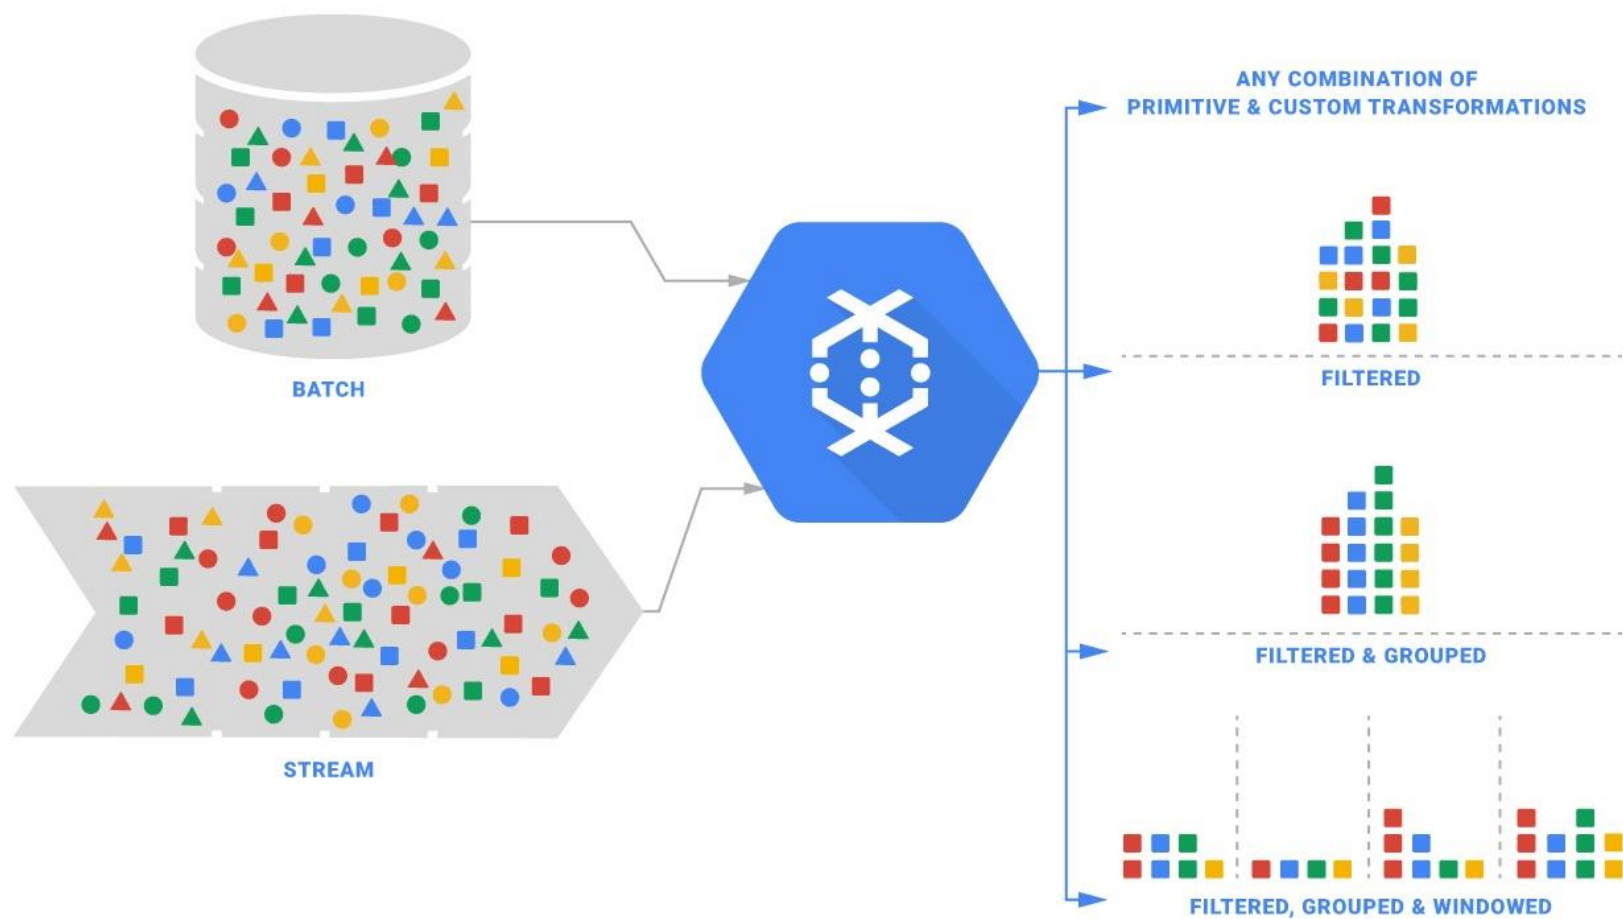 BATCH
STREAM
ANY COMBINATION OF
PRIMITIVE & CUSTOM TRANSFORMATIONS
FILTERED
FILTERED & GROUPED
FILTERED, GROUPED & WINDOWED